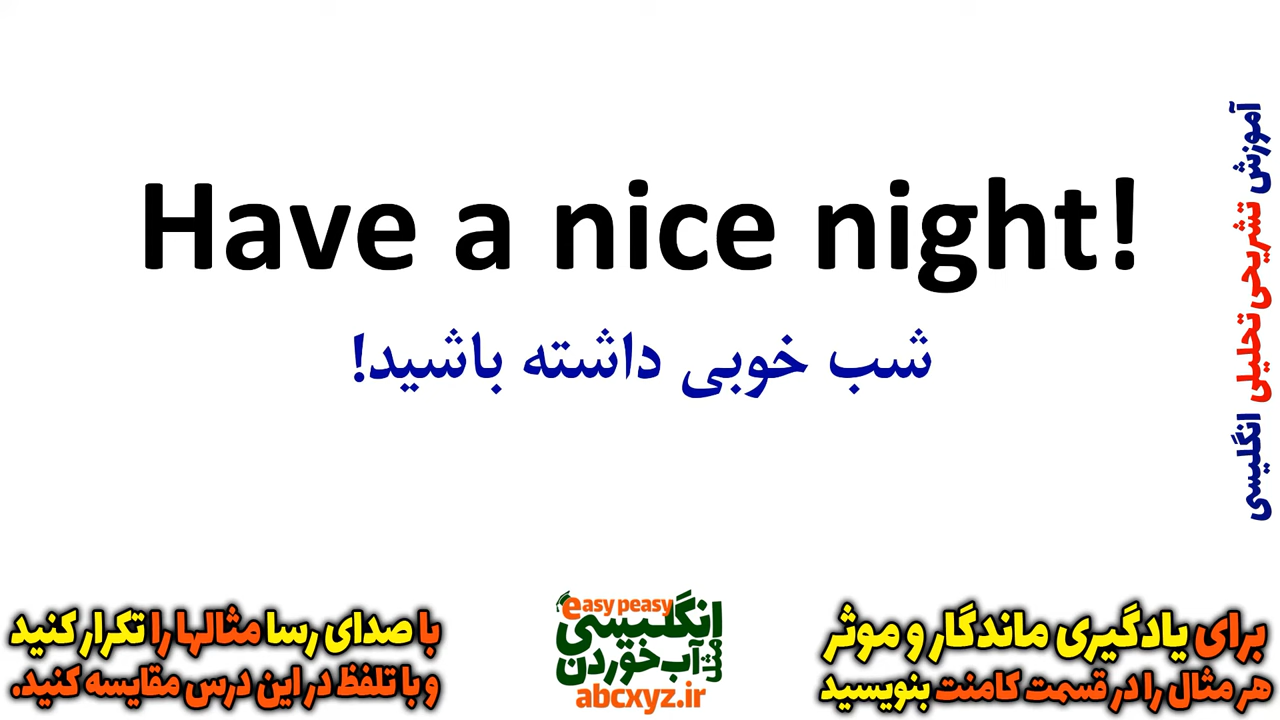 Have a nice night!
شب خوبی داشته باشید!
آموزش تشریحی تحلیلی انگلیسی
برای یادگیری ماندگار و موثر
هر مثال را در قسمت کامنت بنویسید
easy peasy
انگلیسی
مثل آب خوردن
abcxyz.ir
با صدای رسا مثالها را تکرار کنید
و با تلفظ در این درس مقایسه کنید.